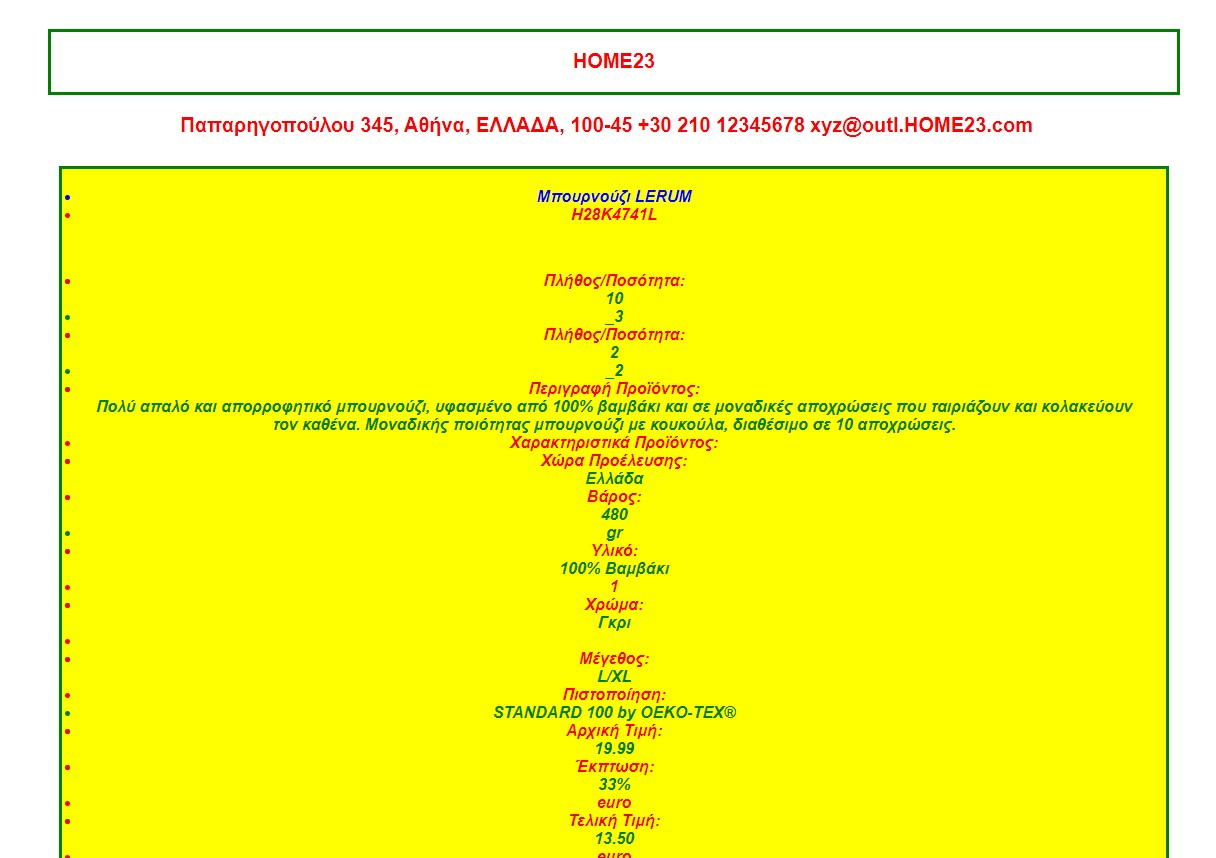 HOME23
Παπαρηγοπούλου 345, Αθήνα, ΕΛΛΑΔΑ, 100-45 +30 210 12345678 xyz@outl.HOME23.com
Μπουρνούζι LERUM
H28K4741L
Πλήθος/Ποσότητα:
10
_3
Πλήθος/Ποσότητα:
2
_2
Περιγραφή Προϊόντος:
Πολύ απαλό και απορροφητικό μπουρνούζι, υφασμένο από 100% βαμβάκι και σε μοναδικές αποχρώσεις που ταιριάζουν και κολακεύουν
τον καθένα. Μοναδικής ποιότητας μπουρνούζι με κουκούλα, διαθέσιμο σε 10 αποχρώσεις.
Χαρακτηριστικά Προϊόντος:
Χώρα Προέλευσης:
Ελλάδα
Βάρος:
480
gr
Υλικό:
100% Βαμβάκι
1
Χρώμα:
Γκρι
Μέγεθος:
L/XL
Πιστοποίηση:
STANDARD 100 by OEKO-TEX®
Αρχική Τιμή:
19.99
Έκπτωση:
33%
euro
Τελική Τιμή:
13.50
euro